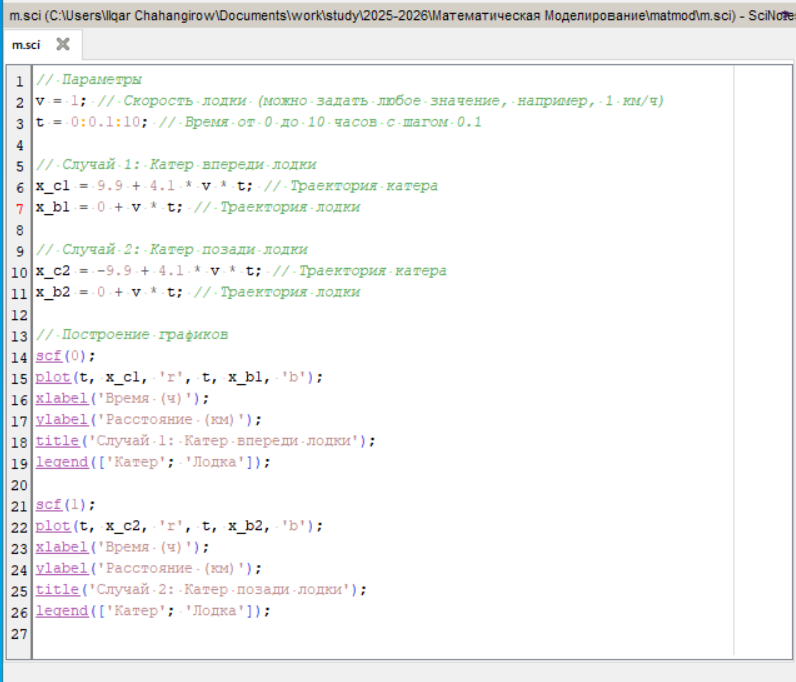 m.sci (C:\Users\Ilqar Chahangirow\Documents\work\study\2025-2026\Математическая Моделирование\matmod\m.sci) - SciNotes
m.sci
1 // Параметры
2 v = 1; // Скорость лодки (можно задать любое значение, например, 1 км/ч)
3 t = 0:0.1:10; // Время от 0 до 10 часов с шагом 0.1
4
5 // Случай 1: Катер впереди лодки
6 x_c1 = 9.9 + 4.1 * v * t; // Траектория катера
7 x_b1 = 0 + v * t; // Траектория лодки
8
9 // Случай 2: Катер позади лодки
10 x_c2 = -9.9 + 4.1 * v * t; // Траектория катера
11 x_b2 = 0 + v * t; // Траектория лодки
12
13 // Построение графиков
14 scf(0);
15 plot(t, x_c1, 'r', t, x_b1, 'b');
16 xlabel('Время (ч)');
17 ylabel('Расстояние (км)');
18 title('Случай 1: Катер впереди лодки');
19 legend(['Катер'; 'Лодка']);
20
21 scf(1);
22 plot(t, x_c2, 'r', t, x_b2, 'b');
23 xlabel('Время (ч)');
24 ylabel('Расстояние (км)');
25 title('Случай 2: Катер позади лодки');
26 legend(['Катер'; 'Лодка']);
27